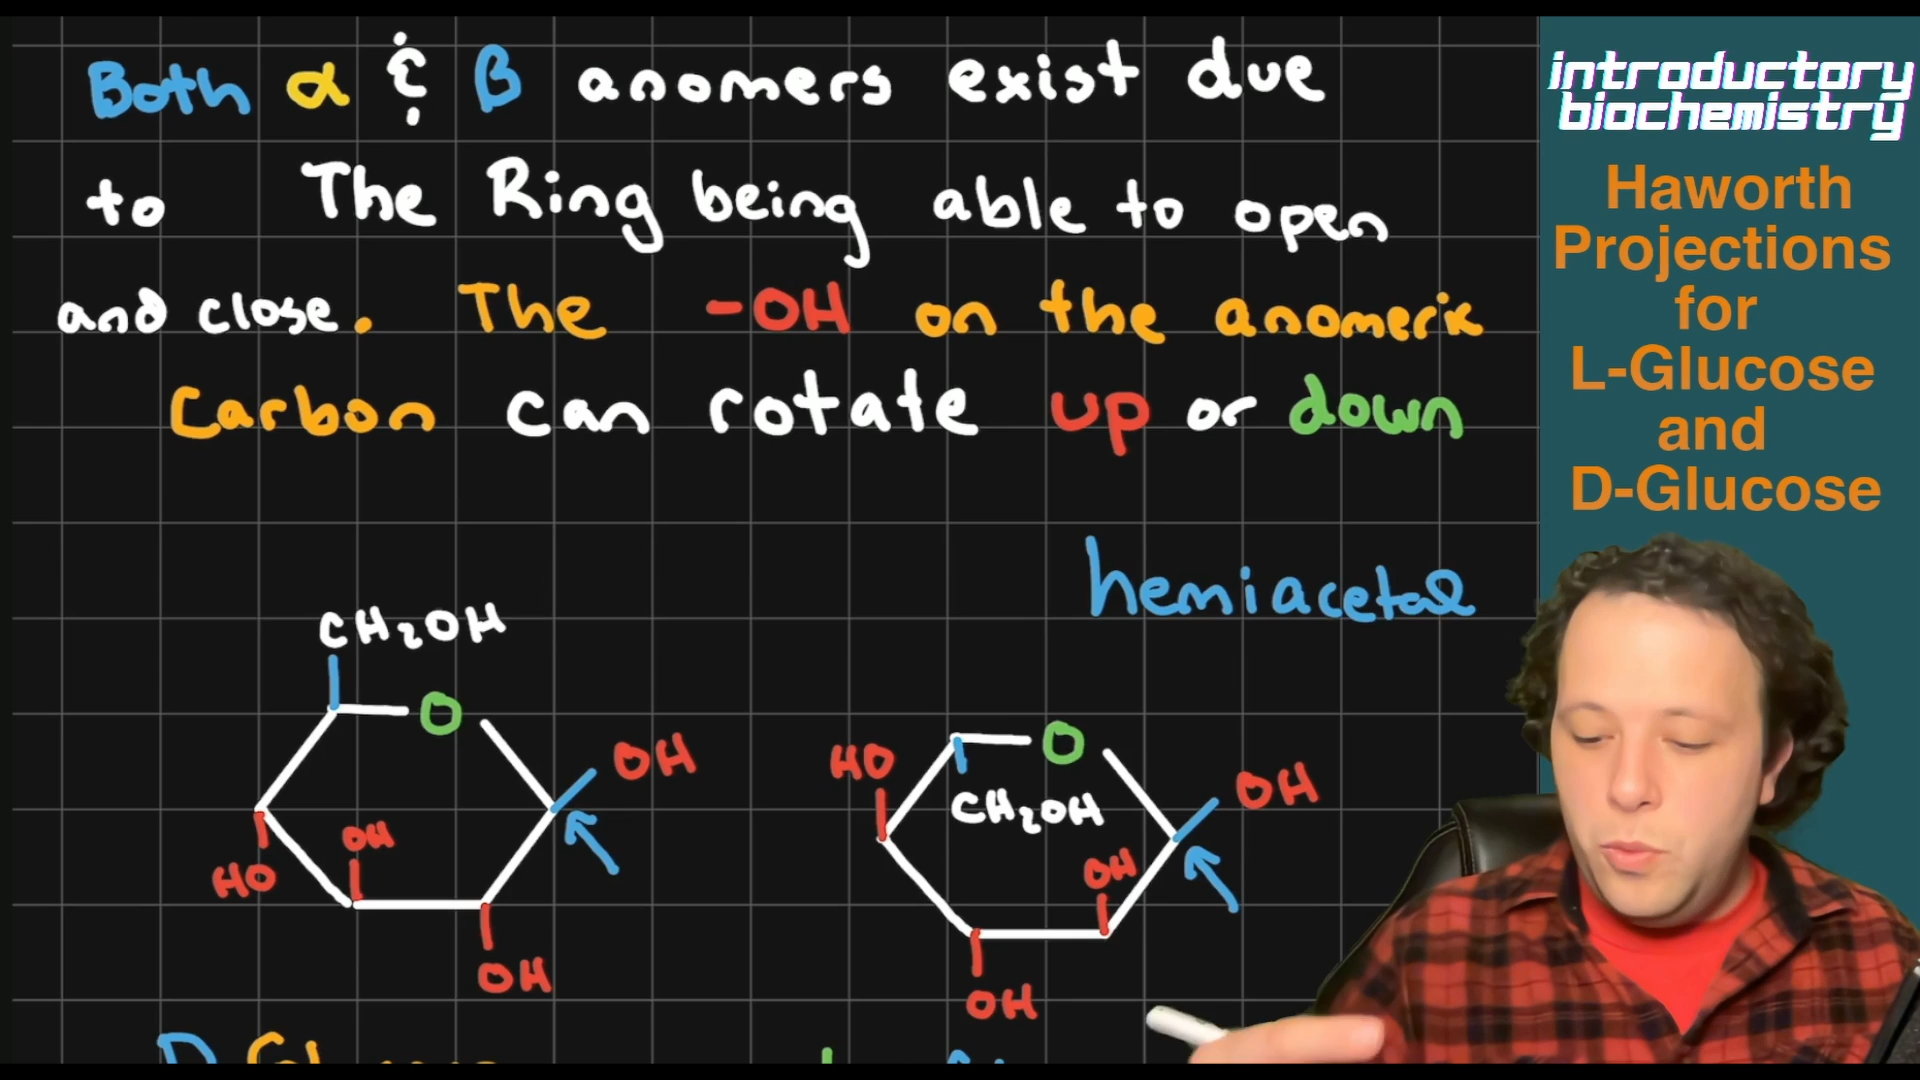 Both α & β anomers exist due
to The Ring being able to open
and close. The -OH on the anomeric
Carbon can rotate up or down
hemiacetal
CH₂OH
O
OH
HO
OH
OH
HO
O
CH₂OH
OH
OH
OH
introductory
biochemistry
Haworth
Projections
for
L-Glucose
and
D-Glucose